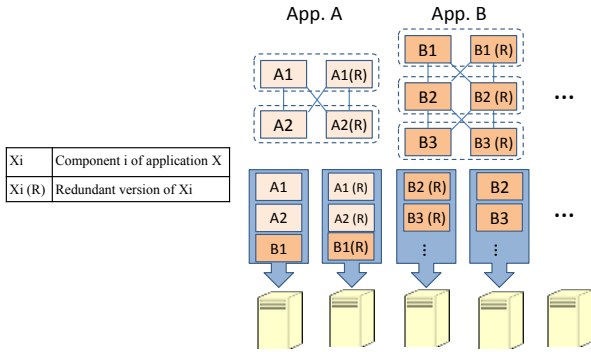 App. A App. B
B1 B1 (R)
A1 A1(R)
B2 B2 (R) ...
A2 A2(R)
B3 B3 (R)
Xi Component i of application X
Xi (R) Redundant version of Xi
A1 A1 (R) B2 (R) B2
A2 A2 (R) B3 (R) B3 ...
B1 B1(R) ⋮ ⋮